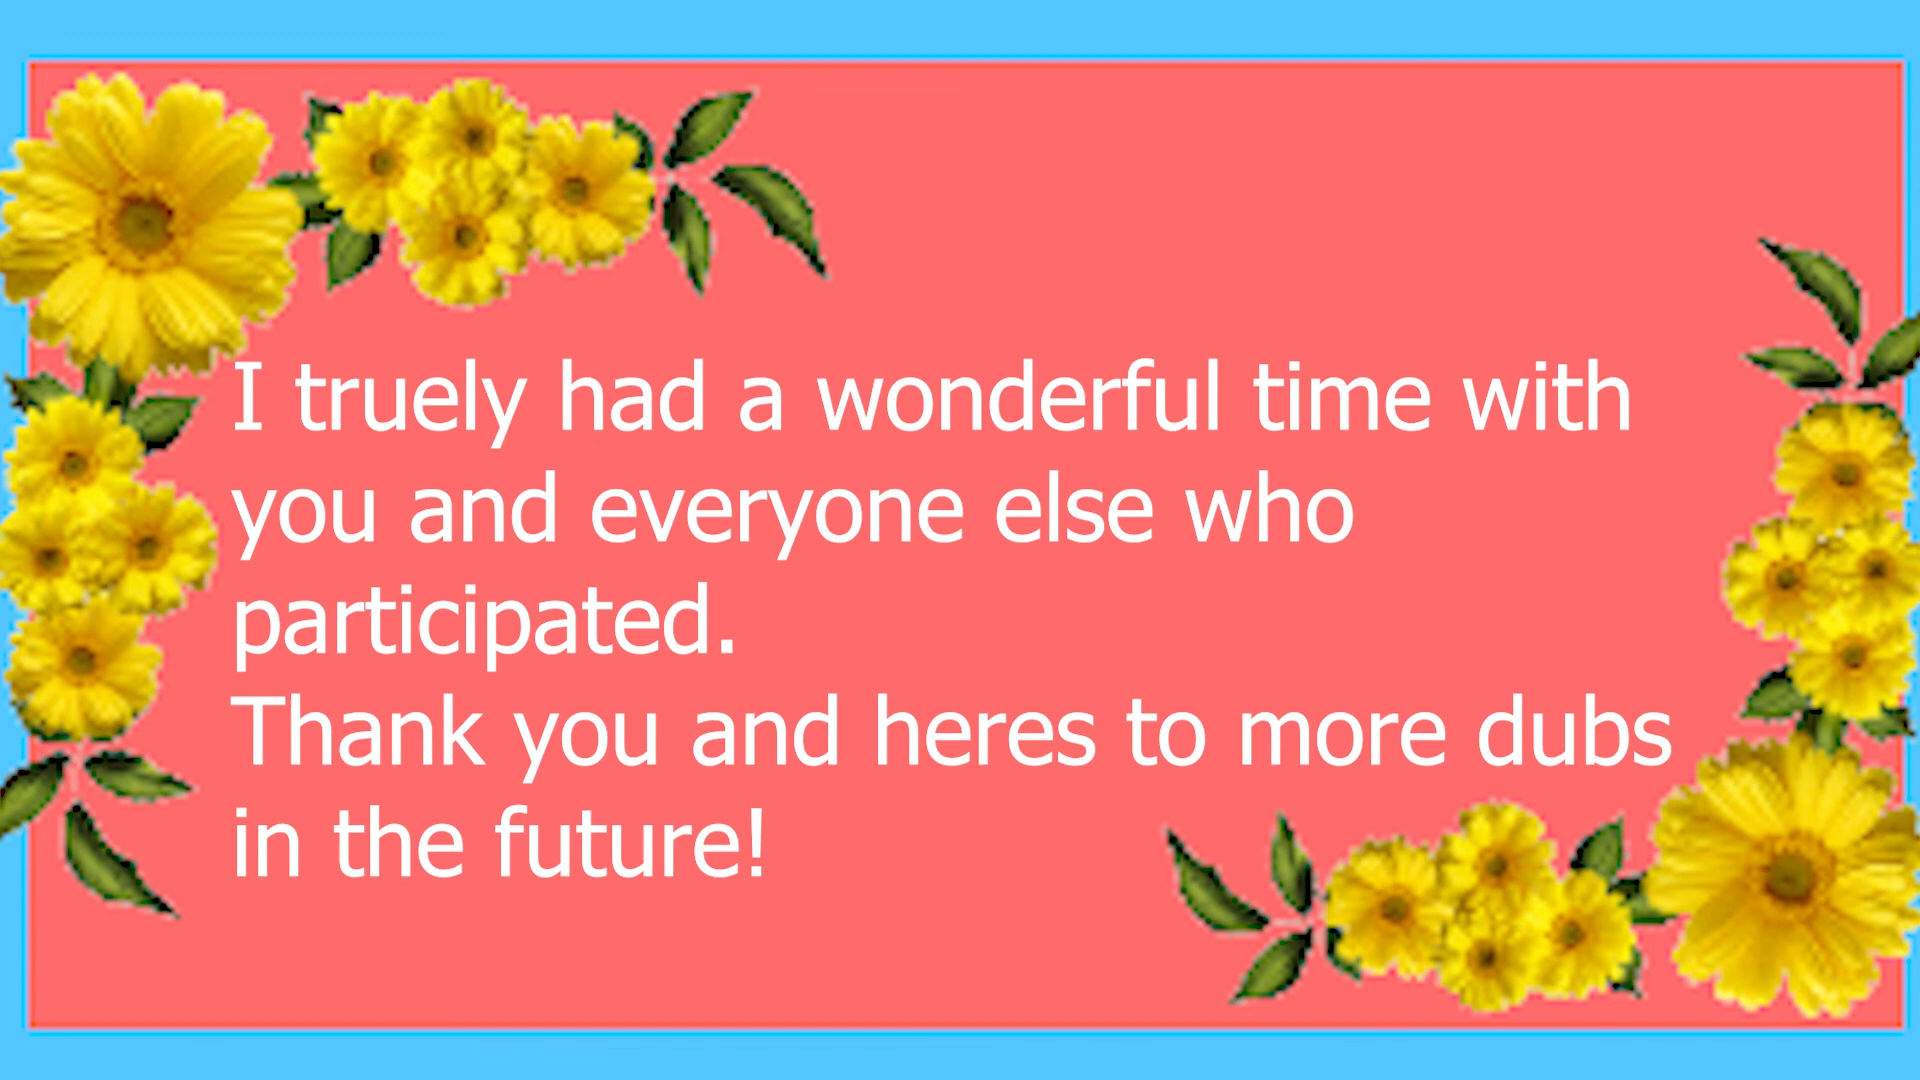 I truely had a wonderful time with
you and everyone else who
participated.
Thank you and heres to more dubs
in the future!